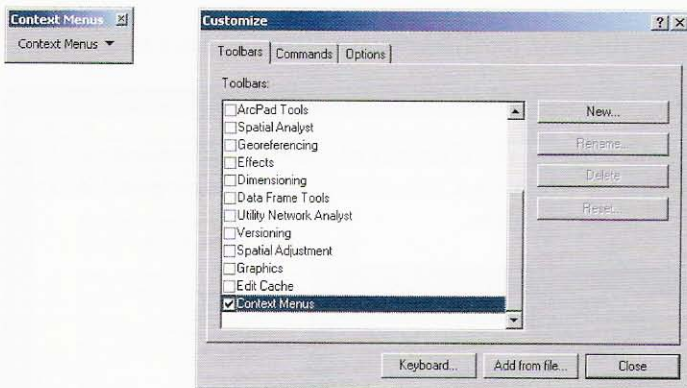 Context Menus
Context Menus
Customize
Toolbars Commands Options
Toolbars:
ArcPad Tools
Spatial Analyst
Georeferencing
Effects
Dimensioning
Data Frame Tools
Utility Network Analyst
Versioning
Spatial Adjustment
Graphics
Edit Cache
Context Menus
New...
Rename...
Delete
Reset...
Keyboard... Add from file... Close